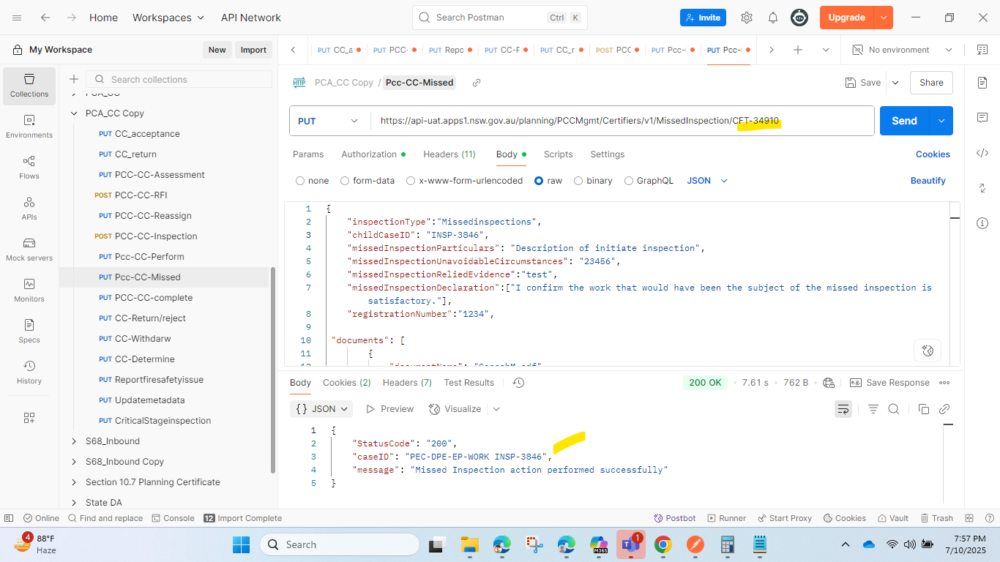 Home Workspaces API Network Search Postman Ctrl K Invite Upgrade
My Workspace New Import
PUT CC_a PUT PCC- PUT Repo PUT CC-F PUT CC_r POST PCC PUT Pcc- PUT Pcc- No environment
Search collections
Collections
Environments
Flows
APIs
Mock servers
Monitors
Specs
History
PCA_CC
PCA_CC Copy
PUT CC_acceptance
PUT CC_return
PUT PCC-CC-Assessment
POST PCC-CC-RFI
PUT PCC-CC-Reassign
POST PCC-CC-Inspection
PUT Pcc-CC-Perform
PUT Pcc-CC-Missed
PUT PCC-CC-complete
PUT CC-Return/reject
PUT CC-Withdarw
PUT CC-Determine
PUT Reportfiresafetyissue
PUT Updatemetadata
PUT CriticalStageinspection
S68_Inbound
S68_Inbound Copy
Section 10.7 Planning Certificate
State DA
HTTP PCA_CC Copy / Pcc-CC-Missed Save Share
PUT https://api-uat.apps1.nsw.gov.au/planning/PCCMgmt/Certifiers/v1/MissedInspection/CFT-34910 Send
Params Authorization Headers (11) Body Scripts Settings Cookies
none form-data x-www-form-urlencoded raw binary GraphQL JSON Beautify
1 {
2 "inspectionType":"Missedinspections",
3 "childCaseID": "INSP-3846",
4 "missedInspectionParticulars": "Description of initiate inspection",
5 "missedInspectionUnavoidableCircumstances": "23456",
6 "missedInspectionReliedEvidence":"test",
7 "missedInspectionDeclaration":["I confirm the work that would have been the subject of the missed inspection is
satisfactory."],
8 "registrationNumber":"1234",
9
10 "documents": [
11 {
Body Cookies (2) Headers (7) Test Results 200 OK 7.61 s 762 B e.g. Save Response
{} JSON Preview Visualize
1 {
2 "StatusCode": "200",
3 "caseID": "PEC-DPE-EP-WORK INSP-3846",
4 "message": "Missed Inspection action performed successfully"
5 }
Online Find and replace Console 12 Import Complete Postbot Runner Start Proxy Cookies Vault Trash
4 88°F
Haze
Search
M365
1
7:57 PM
7/10/2025